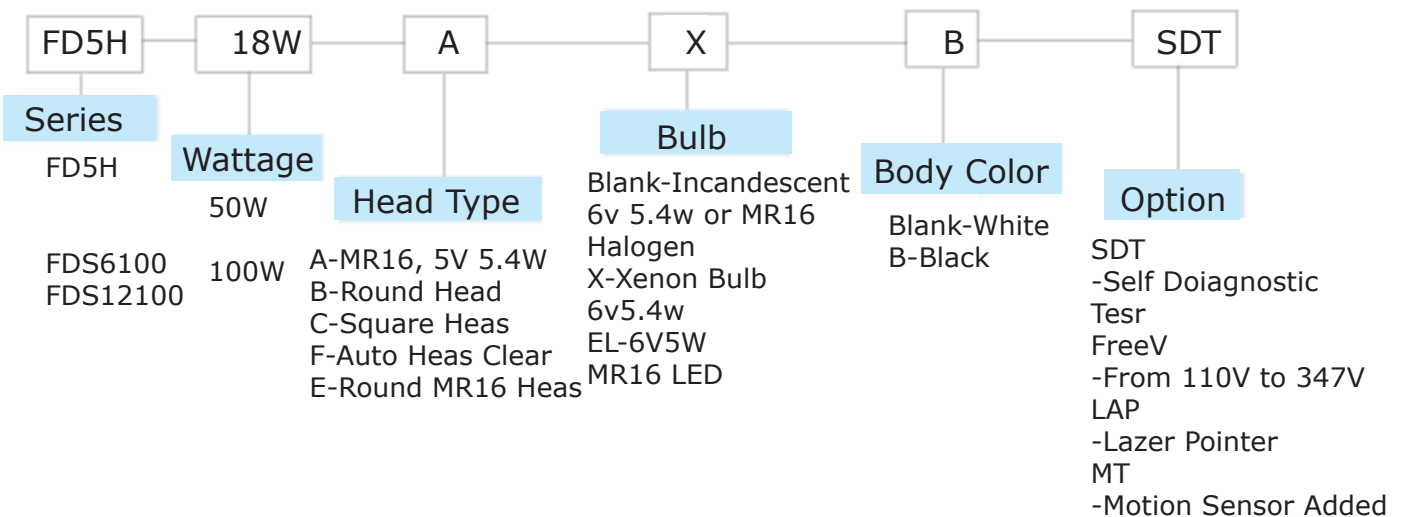 FD5H 18W A X B SDT
Series
FD5H
FDS6100
FDS12100
Wattage
50W
100W
Head Type
A-MR16, 5V 5.4W
B-Round Head
C-Square Heas
F-Auto Heas Clear
E-Round MR16 Heas
Bulb
Blank-Incandescent
6v 5.4w or MR16
Halogen
X-Xenon Bulb
6v5.4w
EL-6V5W
MR16 LED
Body Color
Blank-White
B-Black
Option
SDT
-Self Doiagnostic
Tesr
FreeV
-From 110V to 347V
LAP
-Lazer Pointer
MT
-Motion Sensor Added